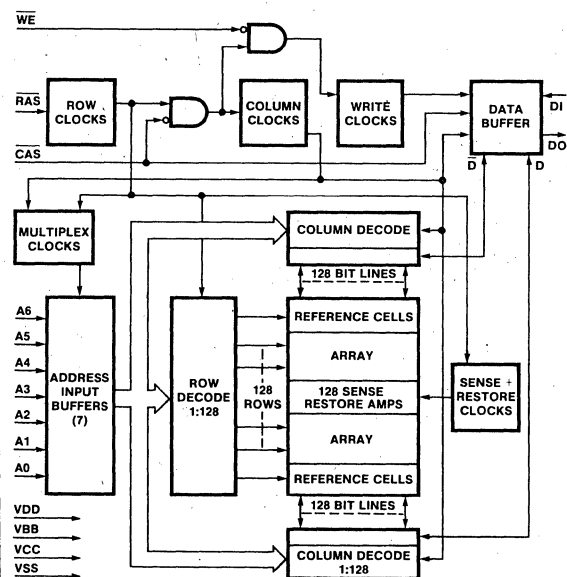 WE
RAS
ROW
CLOCKS
COLUMN
CLOCKS
WRITE
CLOCKS
DATA
BUFFER
DI
DO
CAS
D
D
MULTIPLEX
CLOCKS
COLUMN DECODE
128 BIT LINES
A6
A5
A4
A3
A2
A1
A0
ADDRESS
INPUT
BUFFERS
(7)
ROW
DECODE
1:128
128
ROWS
REFERENCE CELLS
ARRAY
128 SENSE
RESTORE AMPS
ARRAY
REFERENCE CELLS
SENSE +
RESTORE
CLOCKS
128 BIT LINES
COLUMN DECODE
1:128
VDD
VBB
VCC
VSS